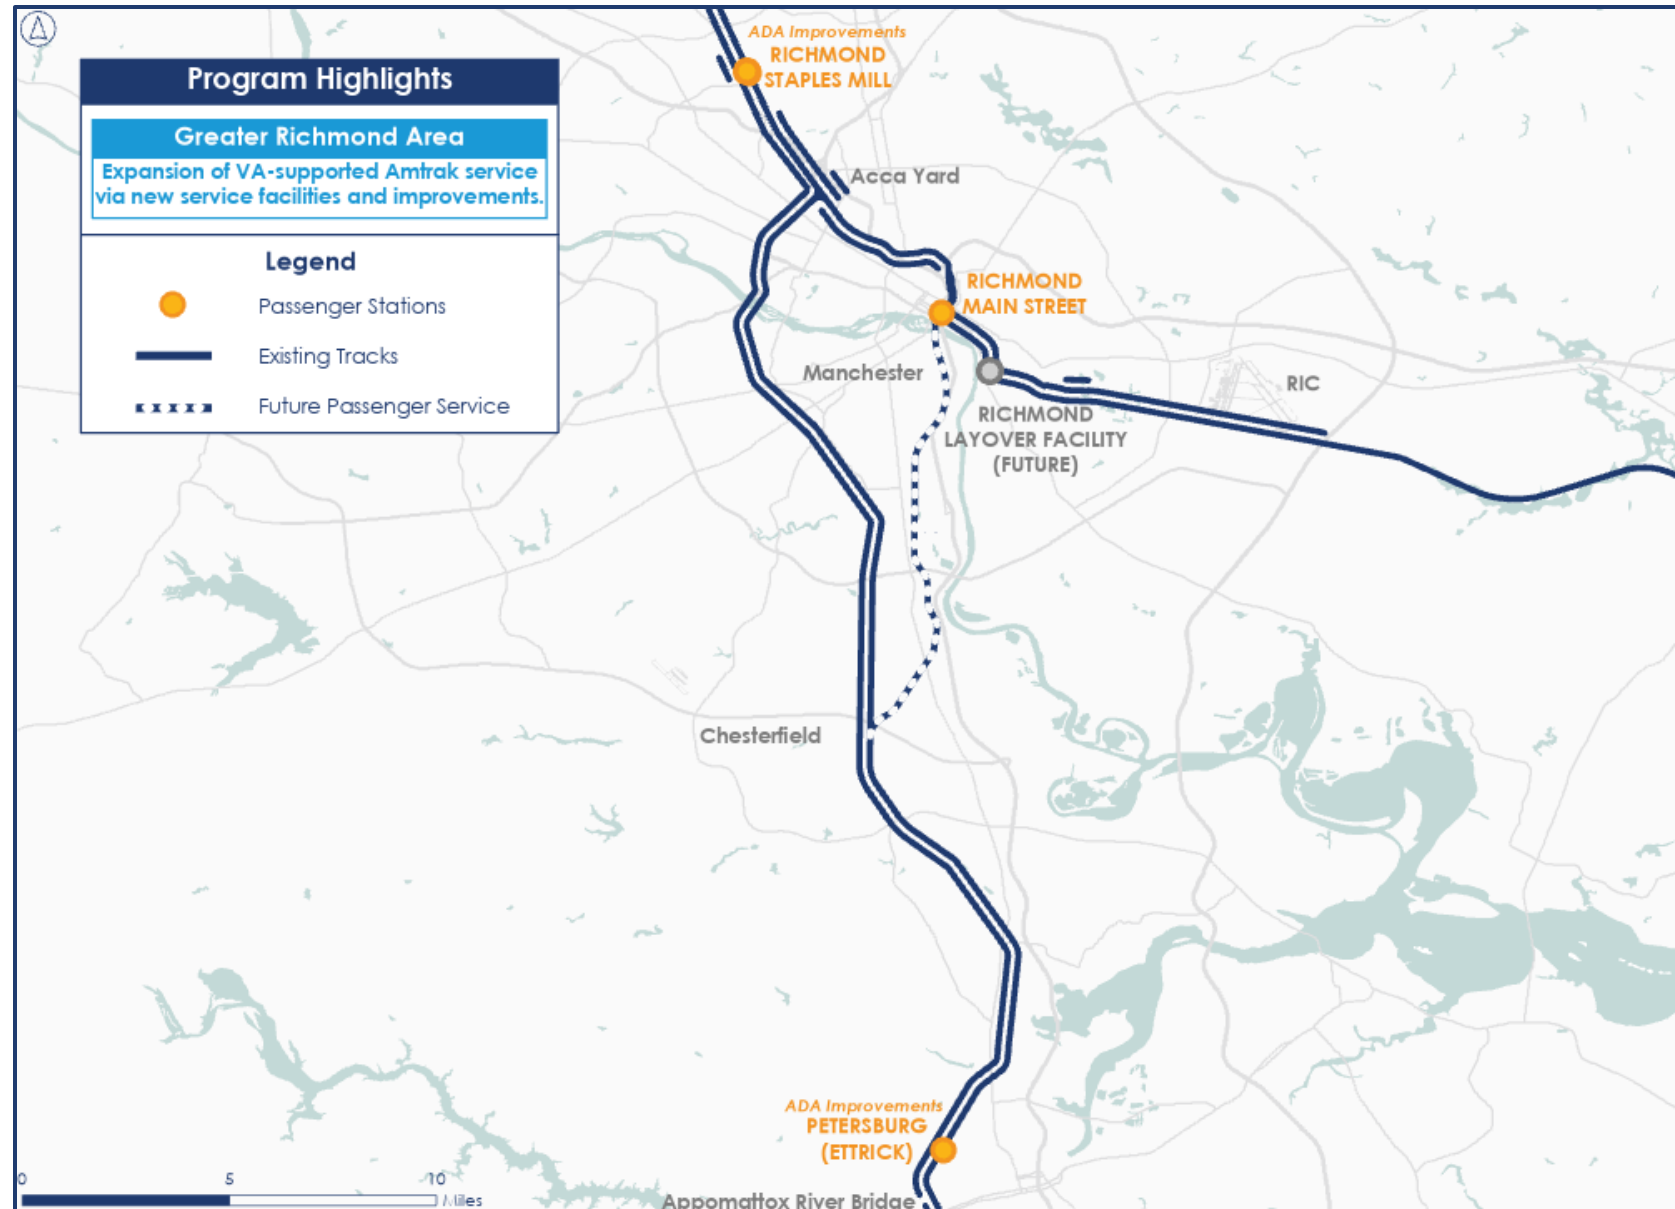 Program Highlights
Greater Richmond Area
Expansion of VA-supported Amtrak service
via new service facilities and improvements.
Legend
Passenger Stations
Existing Tracks
Future Passenger Service
ADA Improvements
RICHMOND
STAPLES MILL
Acca Yard
RICHMOND
MAIN STREET
Manchester
RIC
RICHMOND
LAYOVER FACILITY
(FUTURE)
Chesterfield
ADA Improvements
PETERSBURG
(ETTRICK)
Appomattox River Bridge
0 5 10
Miles